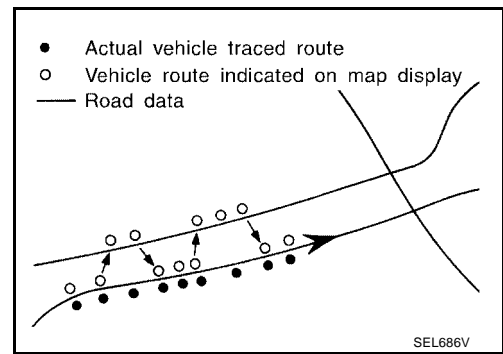 Actual vehicle traced route
Vehicle route indicated on map display
Road data
SEL686V